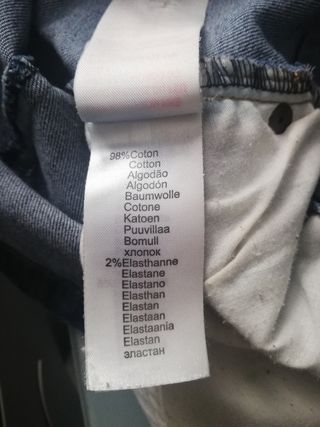 98%Coton
Cotton
Algodão
Algodón
Baumwolle
Cotone
Katoen
Puuvillaa
Bomull
хлопок
2%Elasthanne
Elastane
Elastano
Elasthan
Elastan
Elastaan
Elastaania
Elastan
эластан